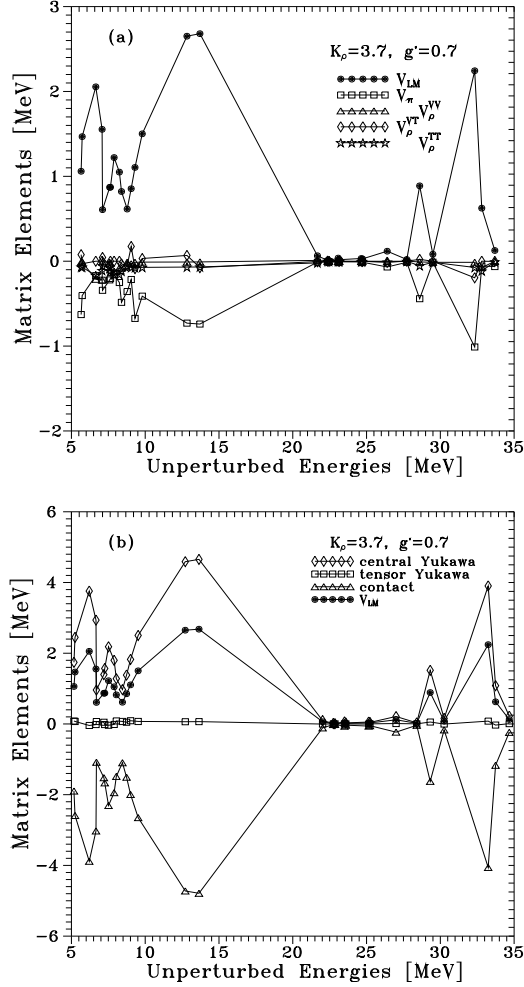 (a)
K_ρ=3.7, g'=0.7
V_LM
V_π
V_ρ^VV
V_ρ^VT
V_ρ^TT
Matrix Elements [MeV]
3
2
1
0
-1
-2
5 10 15 20 25 30 35
Unperturbed Energies [MeV]
(b)
K_ρ=3.7, g'=0.7
central Yukawa
tensor Yukawa
contact
V_LM
Matrix Elements [MeV]
6
4
2
0
-2
-4
-6
5 10 15 20 25 30 35
Unperturbed Energies [MeV]